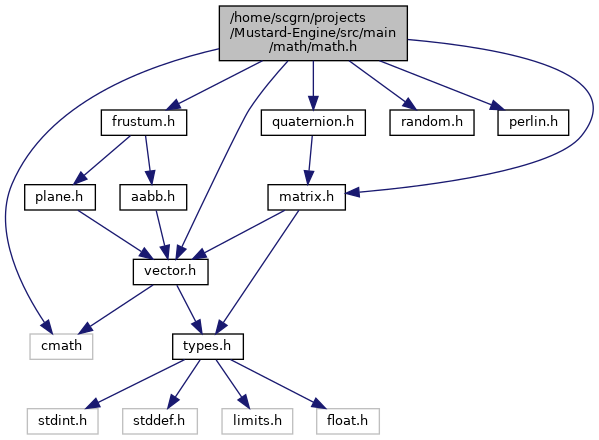 /home/scgrn/projects
/Mustard-Engine/src/main
/math/math.h
frustum.h
quaternion.h
random.h
perlin.h
plane.h
aabb.h
matrix.h
vector.h
cmath
types.h
stdint.h
stddef.h
limits.h
float.h